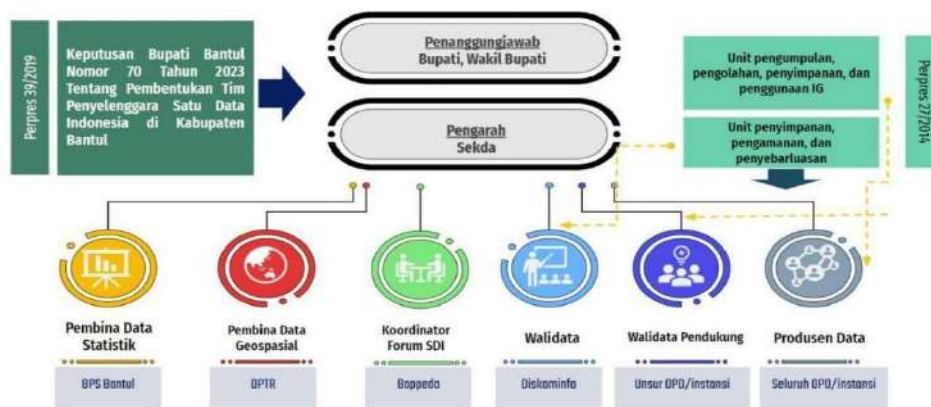 Perpres 39/2019
Keputusan Bupati Bantul
Nomor 70 Tahun 2023
Tentang Pembentukan Tim
Penyelenggara Satu Data
Indonesia di Kabupaten
Bantul
Penanggungjawab
Bupati, Wakil Bupati
Pengarah
Sekda
Unit pengumpulan,
pengolahan, penyimpanan, dan
penggunaan IG
Unit penyimpanan,
pengamanan, dan
penyebarluasan
Perpres 27/2014
Pembina Data
Statistik
BPS Bantul
Pembina Data
Geospasial
DPTR
Koordinator
Forum SDI
Bappeda
Walidata
Diskominfo
Walidata Pendukung
Unsur OPD/instansi
Produsen Data
Seluruh OPD/instansi